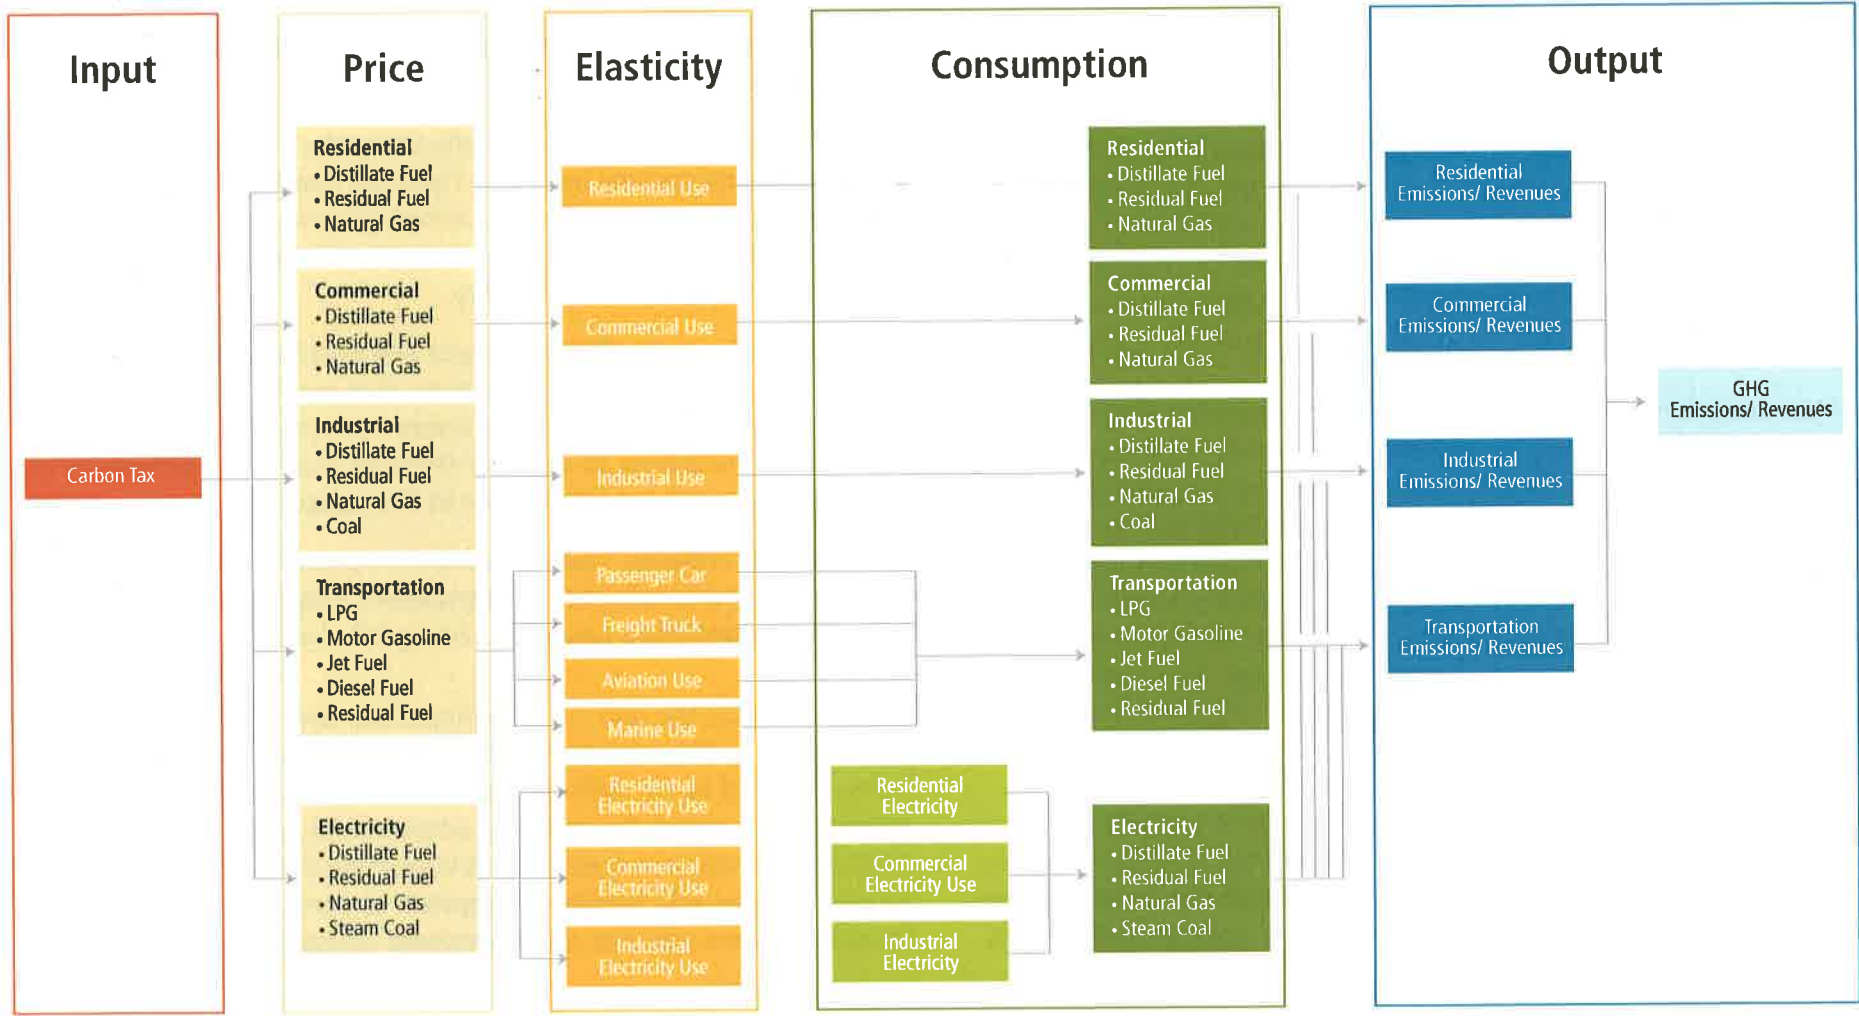 Input
Carbon Tax
Price
Residential
• Distillate Fuel
• Residual Fuel
• Natural Gas
Commercial
• Distillate Fuel
• Residual Fuel
• Natural Gas
Industrial
• Distillate Fuel
• Residual Fuel
• Natural Gas
• Coal
Transportation
• LPG
• Motor Gasoline
• Jet Fuel
• Diesel Fuel
• Residual Fuel
Electricity
• Distillate Fuel
• Residual Fuel
• Natural Gas
• Steam Coal
Elasticity
Residential Use
Commercial Use
Industrial Use
Passenger Car
Freight Truck
Aviation Use
Marine Use
Residential
Electricity Use
Commercial
Electricity Use
Industrial
Electricity Use
Consumption
Residential
Electricity
Commercial
Electricity Use
Industrial
Electricity
Residential
• Distillate Fuel
• Residual Fuel
• Natural Gas
Commercial
• Distillate Fuel
• Residual Fuel
• Natural Gas
Industrial
• Distillate Fuel
• Residual Fuel
• Natural Gas
• Coal
Transportation
• LPG
• Motor Gasoline
• Jet Fuel
• Diesel Fuel
• Residual Fuel
Electricity
• Distillate Fuel
• Residual Fuel
• Natural Gas
• Steam Coal
Output
Residential
Emissions/ Revenues
Commercial
Emissions/ Revenues
Industrial
Emissions/ Revenues
Transportation
Emissions/ Revenues
GHG
Emissions/ Revenues